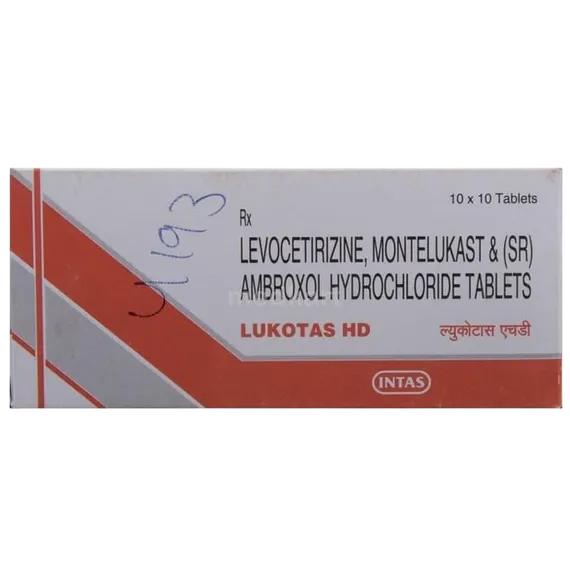 10 x 10 Tablets
Rx
LEVOCETIRIZINE, MONTELUKAST & (SR)
AMBROXOL HYDROCHLORIDE TABLETS
LUKOTAS HD
ल्युकोटास एचडी
INTAS